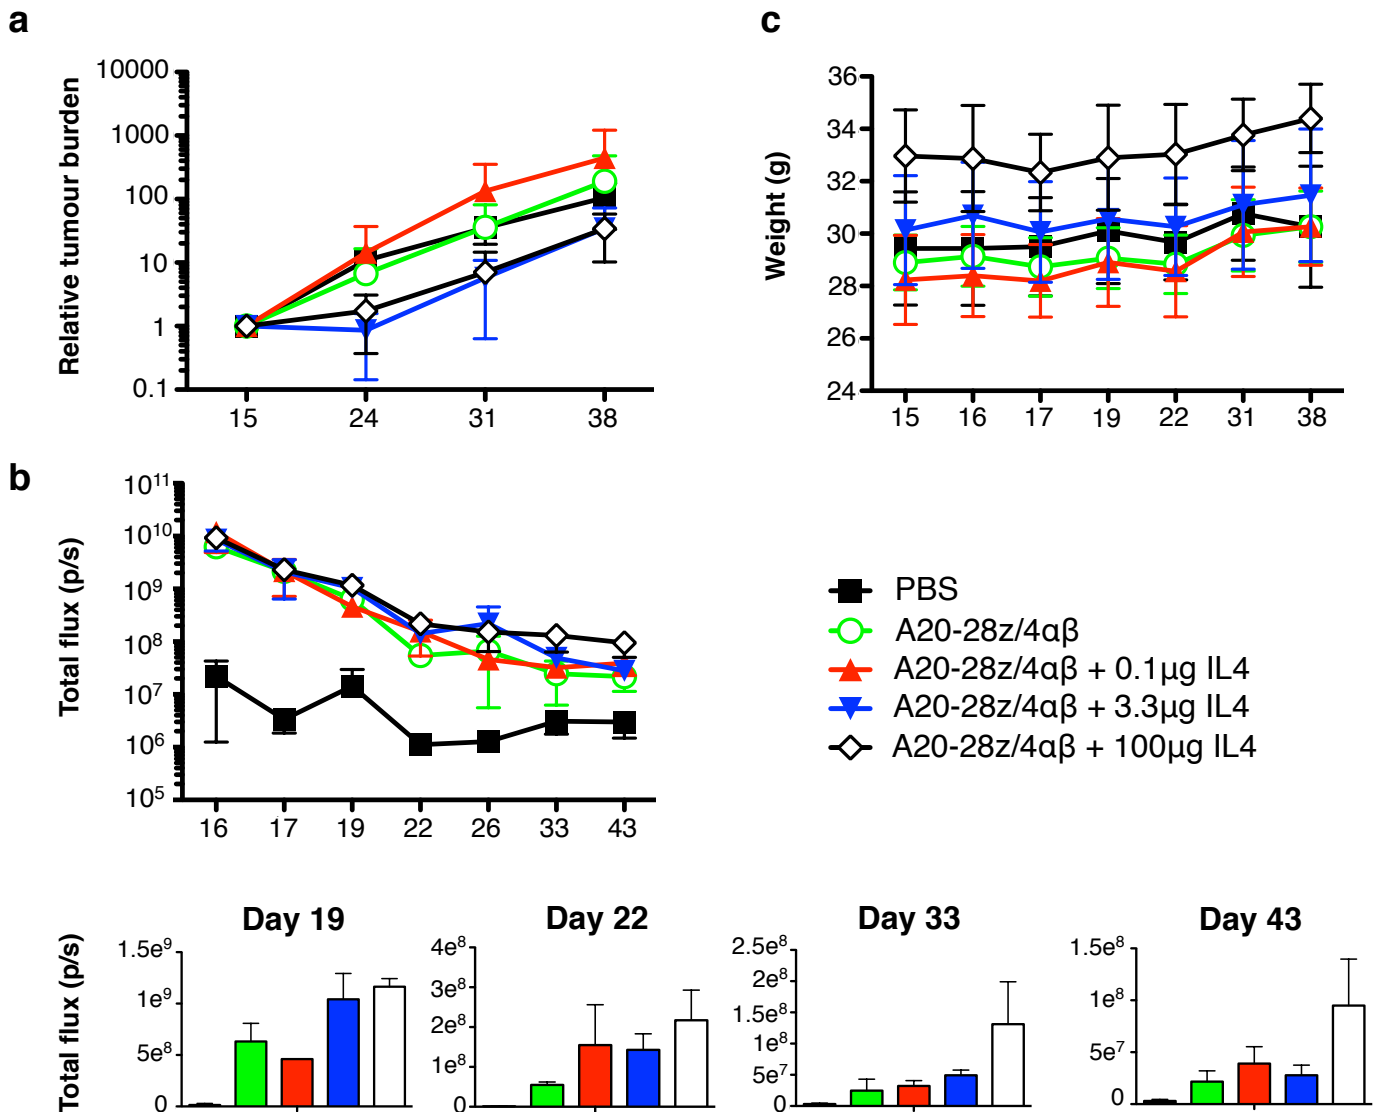 a
Relative tumour burden
10000
1000
100
10
1
0.1
15 24 31 38
c
Weight (g)
36
34
32
30
28
26
24
15 16 17 19 22 31 38
b
Total flux (p/s)
10¹¹
10¹⁰
10⁹
10⁸
10⁷
10⁶
10⁵
16 17 19 22 26 33 43
PBS
A20-28z/4αβ
A20-28z/4αβ + 0.1µg IL4
A20-28z/4αβ + 3.3µg IL4
A20-28z/4αβ + 100µg IL4
Total flux (p/s)
Day 19
1.5e⁹
1e⁹
5e⁸
0
Day 22
4e⁸
3e⁸
2e⁸
1e⁸
0
Day 33
2.5e⁸
2e⁸
1.5e⁸
1e⁸
5e⁷
0
Day 43
1.5e⁸
1e⁸
5e⁷
0